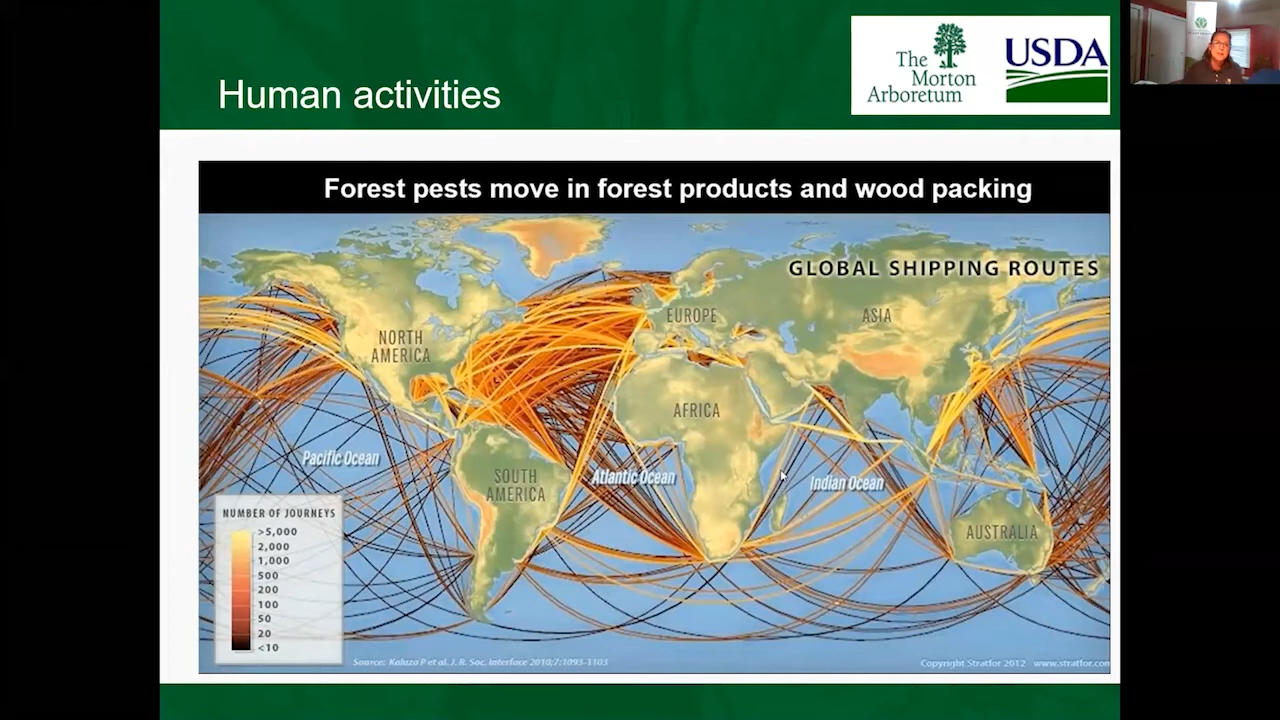 Human activities
The
Morton
Arboretum
USDA
Forest pests move in forest products and wood packing
GLOBAL SHIPPING ROUTES
NORTH
AMERICA
EUROPE
ASIA
AFRICA
Pacific Ocean
SOUTH
AMERICA
Atlantic Ocean
Indian Ocean
AUSTRALIA
NUMBER OF JOURNEYS
>5,000
2,000
1,000
500
200
100
50
20
<10
Source: Kaluza P et al. J. R. Soc. Interface 2010;7:1093-1103
Copyright Stratfor 2012 www.stratfor.com